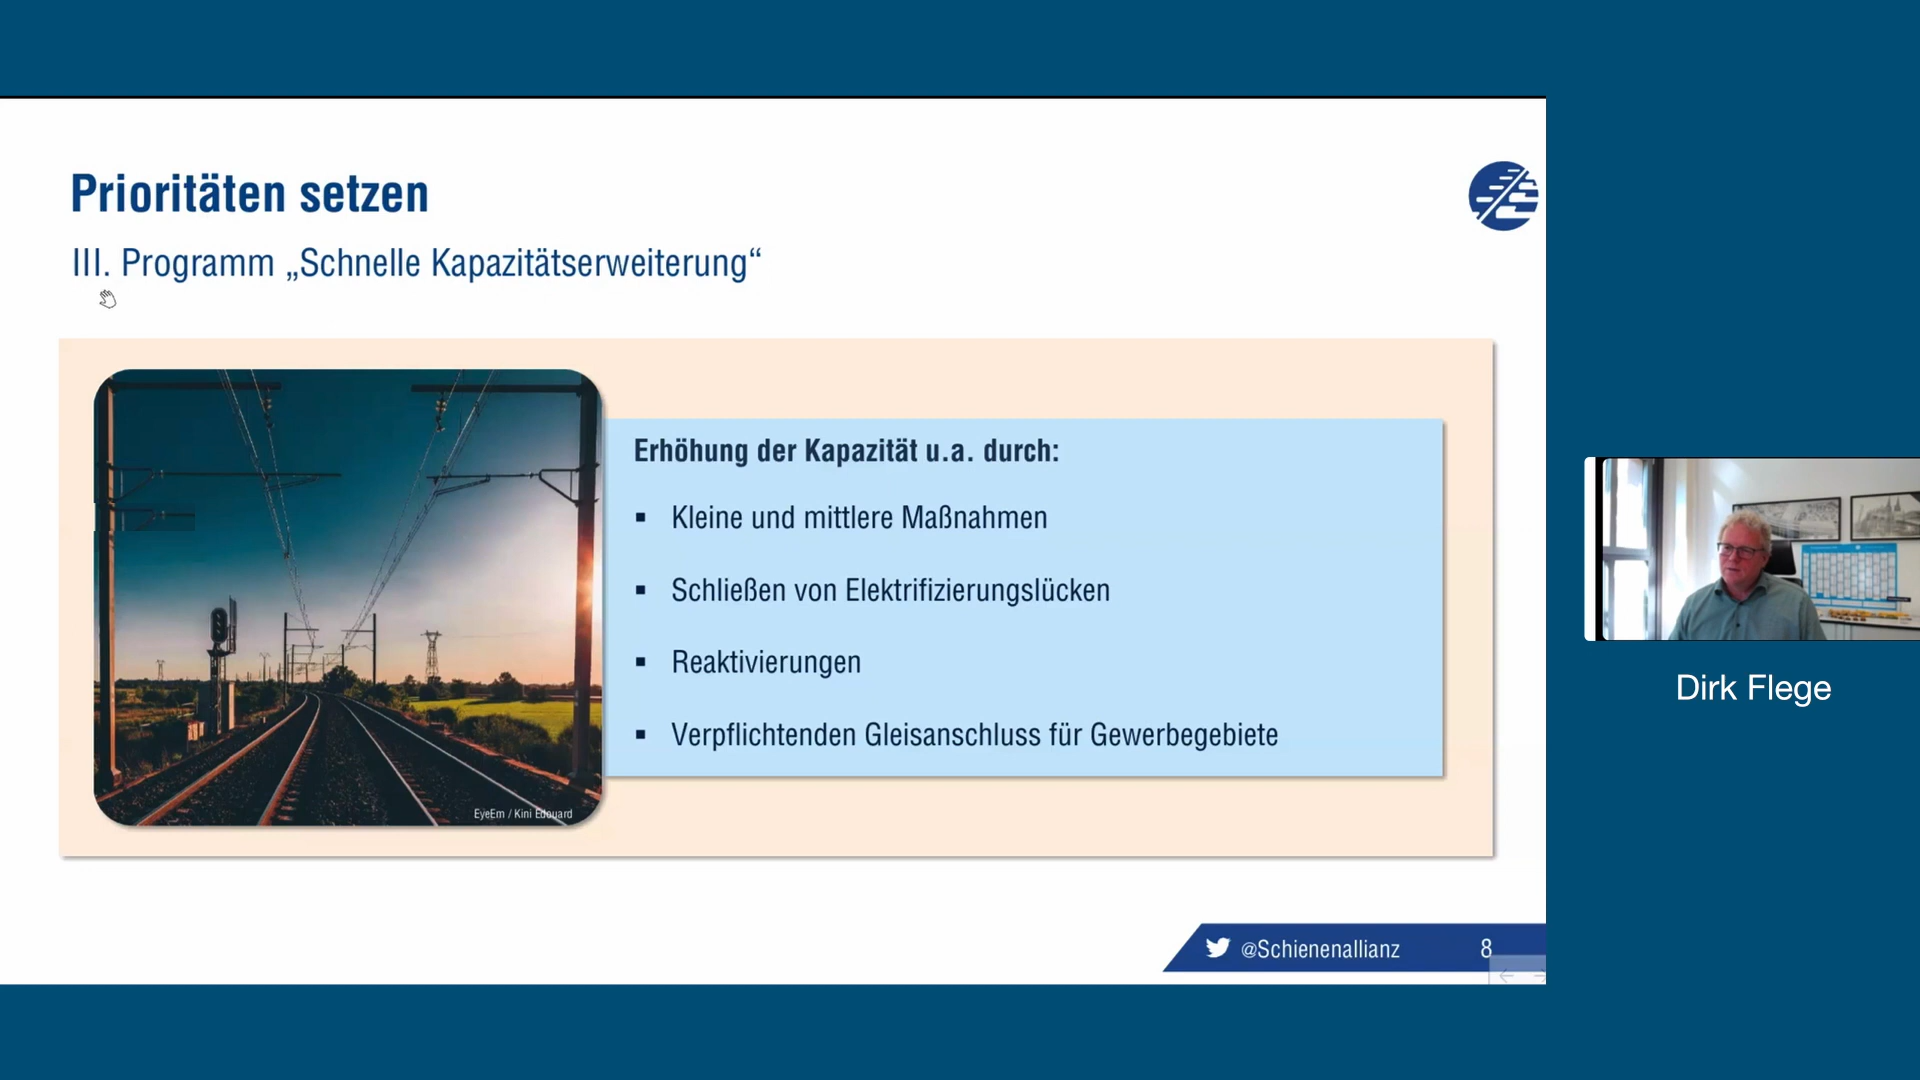 Prioritäten setzen
III. Programm „Schnelle Kapazitätserweiterung“
Erhöhung der Kapazität u.a. durch:
▪ Kleine und mittlere Maßnahmen
▪ Schließen von Elektrifizierungslücken
▪ Reaktivierungen
▪ Verpflichtenden Gleisanschluss für Gewerbegebiete
EyeEm / Kini Edouard
@Schienenallianz 8
Dirk Flege